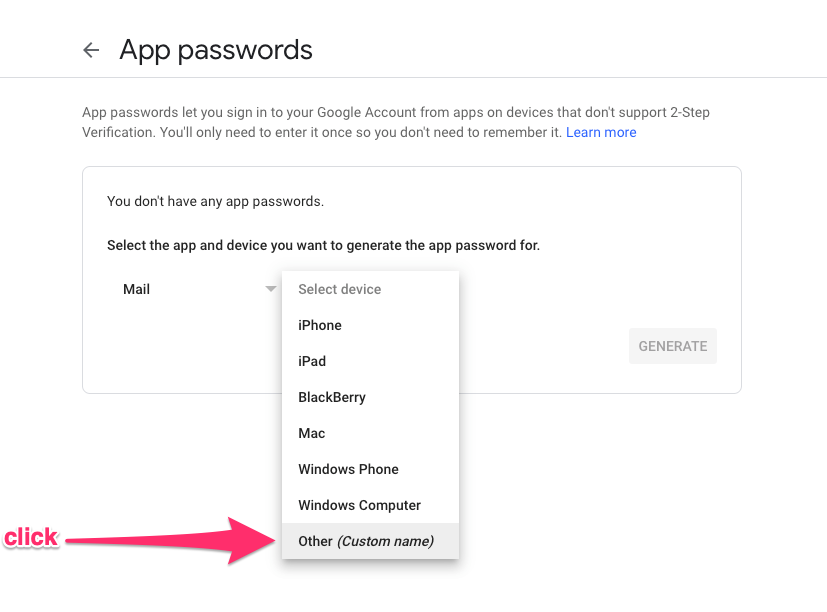 App passwords
App passwords let you sign in to your Google Account from apps on devices that don't support 2-Step
Verification. You'll only need to enter it once so you don't need to remember it. Learn more
You don't have any app passwords.
Select the app and device you want to generate the app password for.
Mail
Select device
iPhone
iPad
BlackBerry
Mac
Windows Phone
Windows Computer
Other (Custom name)
GENERATE
click